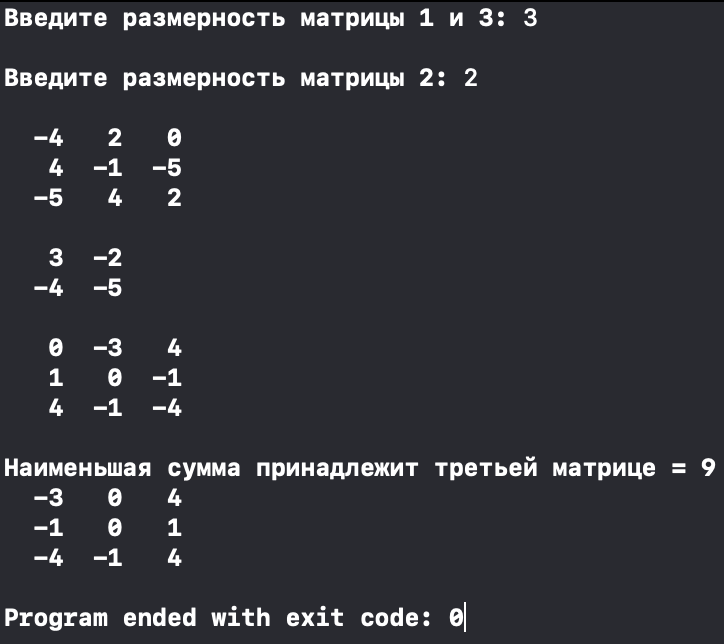 Введите размерность матрицы 1 и 3: 3
Введите размерность матрицы 2: 2
-4 2 0
4 -1 -5
-5 4 2
3 -2
-4 -5
0 -3 4
1 0 -1
4 -1 -4
Наименьшая сумма принадлежит третьей матрице = 9
-3 0 4
-1 0 1
-4 -1 4
Program ended with exit code: 0